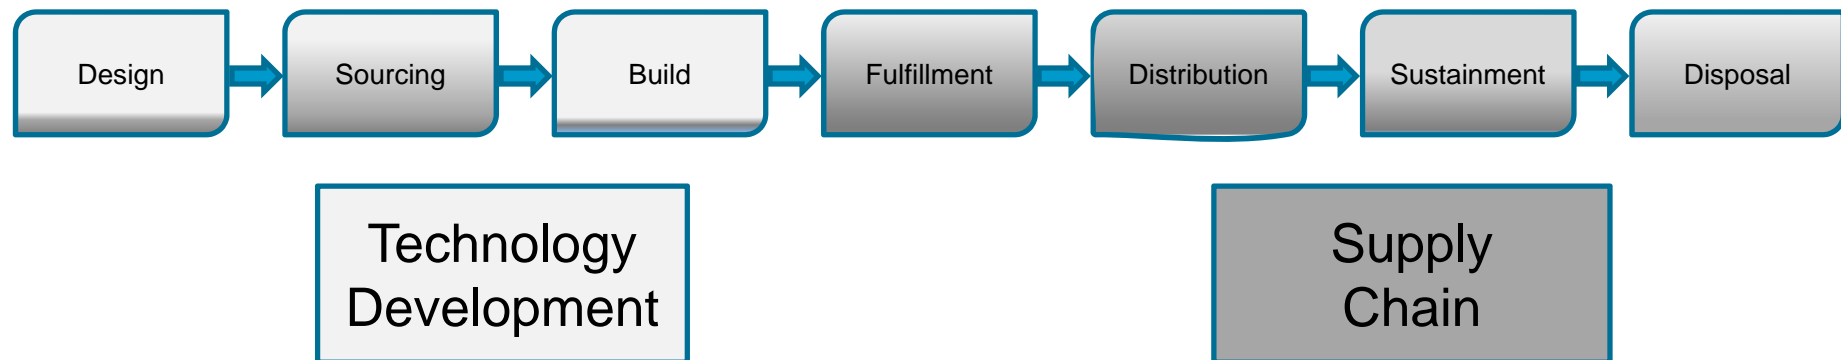 Design
Sourcing
Build
Fulfillment
Distribution
Sustainment
Disposal
Technology
Development
Supply
Chain